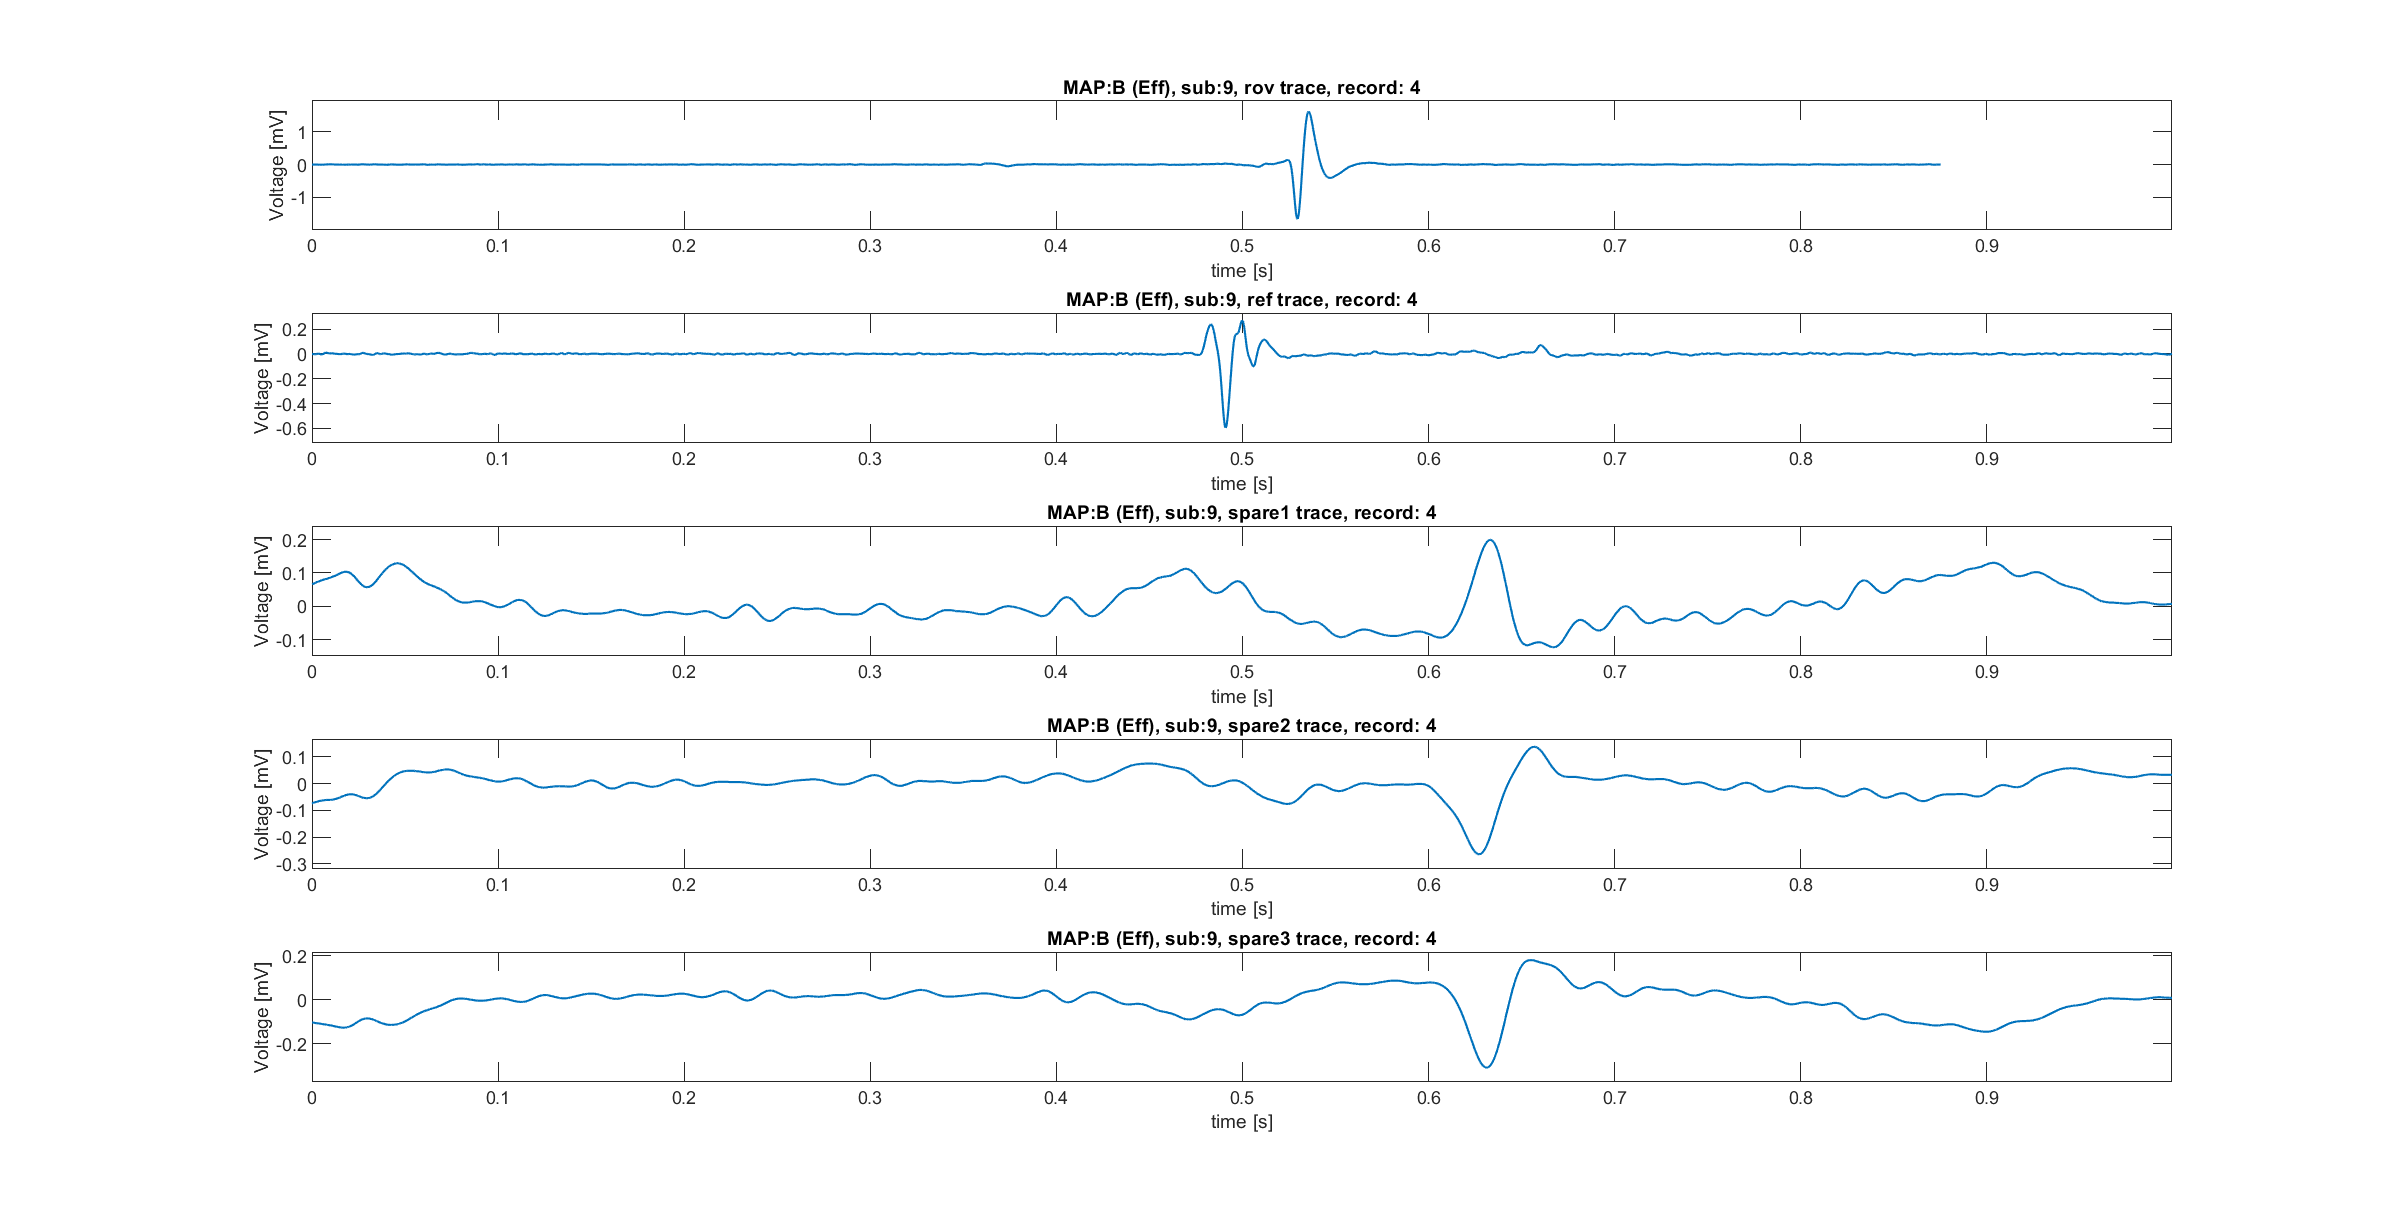 MAP:B (Eff), sub:9, rov trace, record: 4
Voltage [mV]
1
0
-1
0 0.1 0.2 0.3 0.4 0.5 0.6 0.7 0.8 0.9
time [s]
MAP:B (Eff), sub:9, ref trace, record: 4
Voltage [mV]
0.2
0
-0.2
-0.4
-0.6
0 0.1 0.2 0.3 0.4 0.5 0.6 0.7 0.8 0.9
time [s]
MAP:B (Eff), sub:9, spare1 trace, record: 4
Voltage [mV]
0.2
0.1
0
-0.1
0 0.1 0.2 0.3 0.4 0.5 0.6 0.7 0.8 0.9
time [s]
MAP:B (Eff), sub:9, spare2 trace, record: 4
Voltage [mV]
0.1
0
-0.1
-0.2
-0.3
0 0.1 0.2 0.3 0.4 0.5 0.6 0.7 0.8 0.9
time [s]
MAP:B (Eff), sub:9, spare3 trace, record: 4
Voltage [mV]
0.2
0
-0.2
0 0.1 0.2 0.3 0.4 0.5 0.6 0.7 0.8 0.9
time [s]